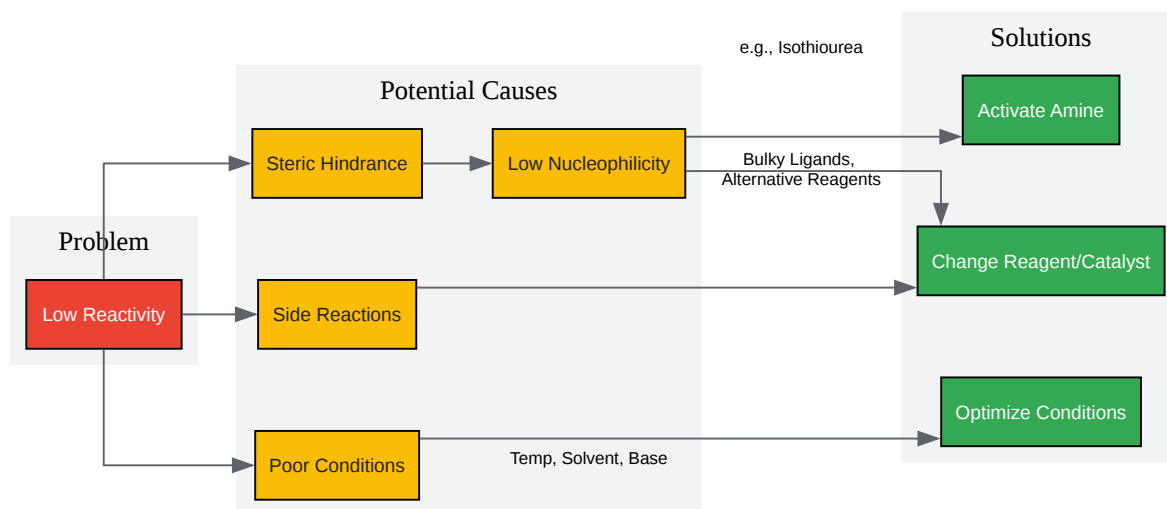 Problem
Low Reactivity
Potential Causes
Steric Hindrance
Low Nucleophilicity
Side Reactions
Poor Conditions
e.g., Isothiourea
Bulky Ligands,
Alternative Reagents
Temp, Solvent, Base
Solutions
Activate Amine
Change Reagent/Catalyst
Optimize Conditions